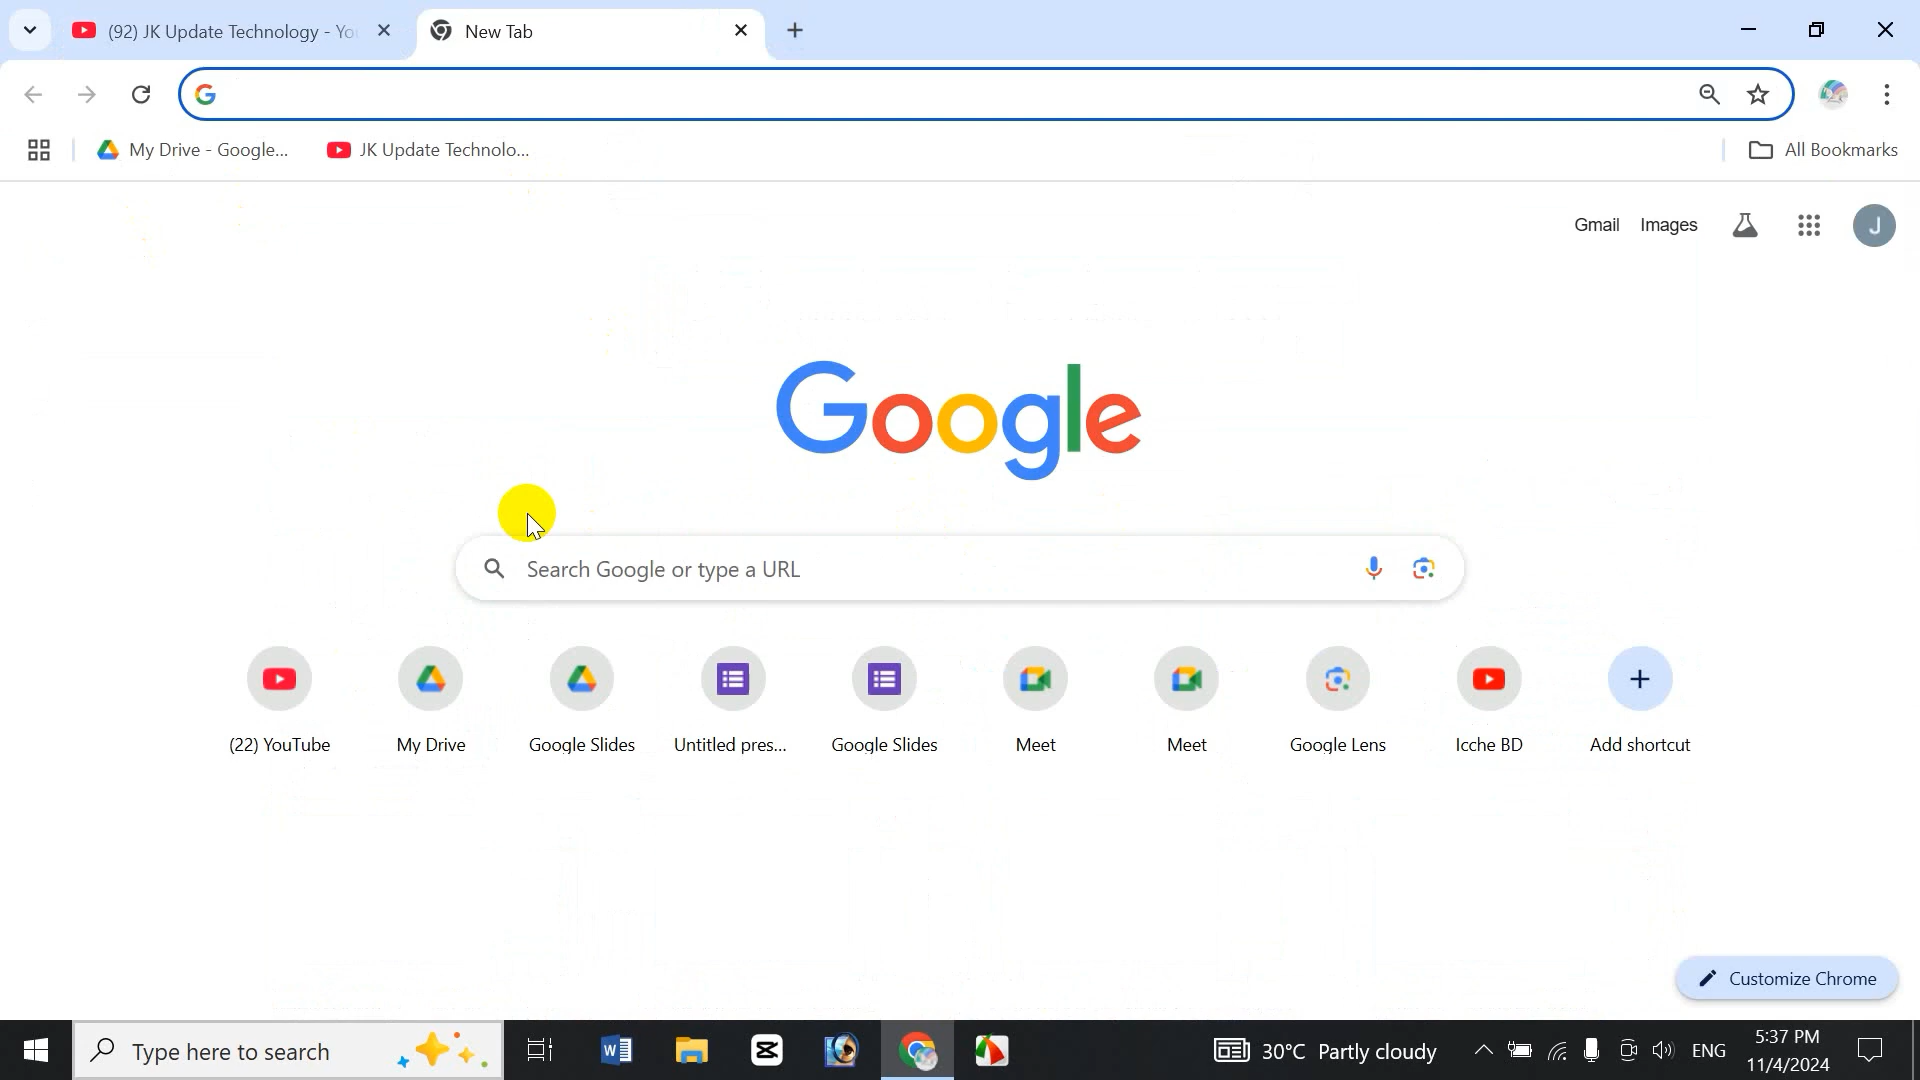 (92) JK Update Technology - You
New Tab
My Drive - Google...
JK Update Technolo...
All Bookmarks
Gmail
Images
J
Google
Search Google or type a URL
(22) YouTube
My Drive
Google Slides
Untitled pres...
Google Slides
Meet
Meet
Google Lens
Icche BD
Add shortcut
Customize Chrome
Type here to search
30°C Partly cloudy
ENG
5:37 PM
11/4/2024